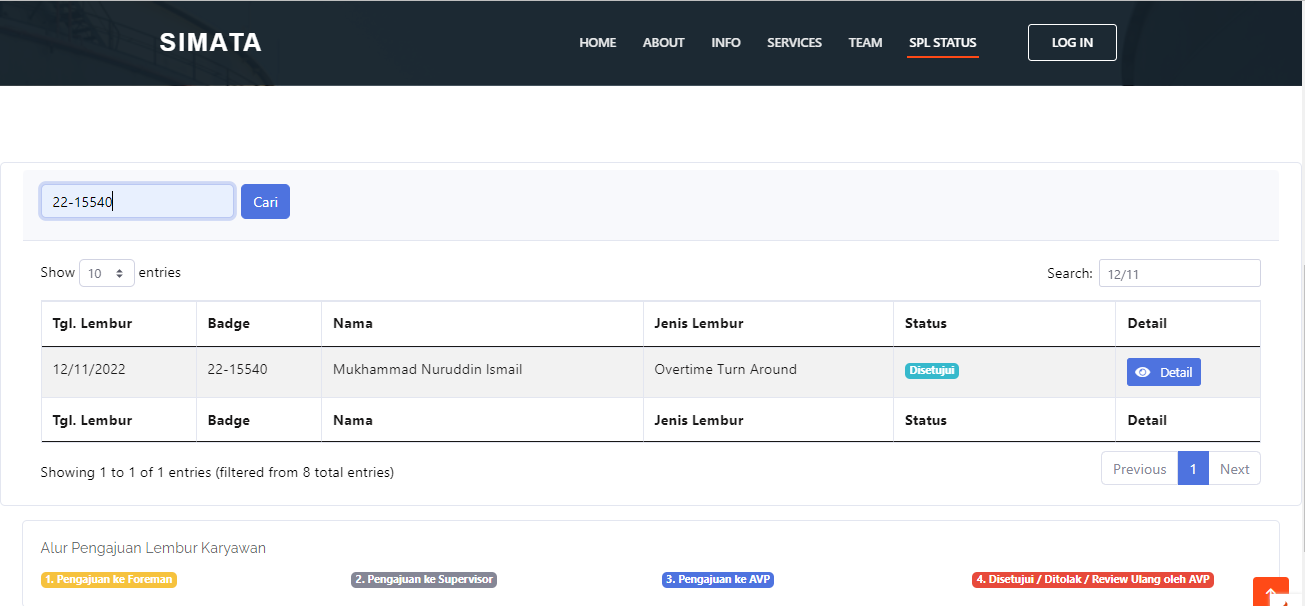 SIMATA HOME ABOUT INFO SERVICES TEAM SPL STATUS LOG IN
22-15540 Cari
Show 10 entries Search: 12/11
Tgl. Lembur Badge Nama Jenis Lembur Status Detail
12/11/2022 22-15540 Mukhammad Nuruddin Ismail Overtime Turn Around Disetujui Detail
Tgl. Lembur Badge Nama Jenis Lembur Status Detail
Showing 1 to 1 of 1 entries (filtered from 8 total entries) Previous 1 Next
Alur Pengajuan Lembur Karyawan
1. Pengajuan ke Foreman 2. Pengajuan ke Supervisor 3. Pengajuan ke AVP 4. Disetujui / Ditolak / Review Ulang oleh AVP